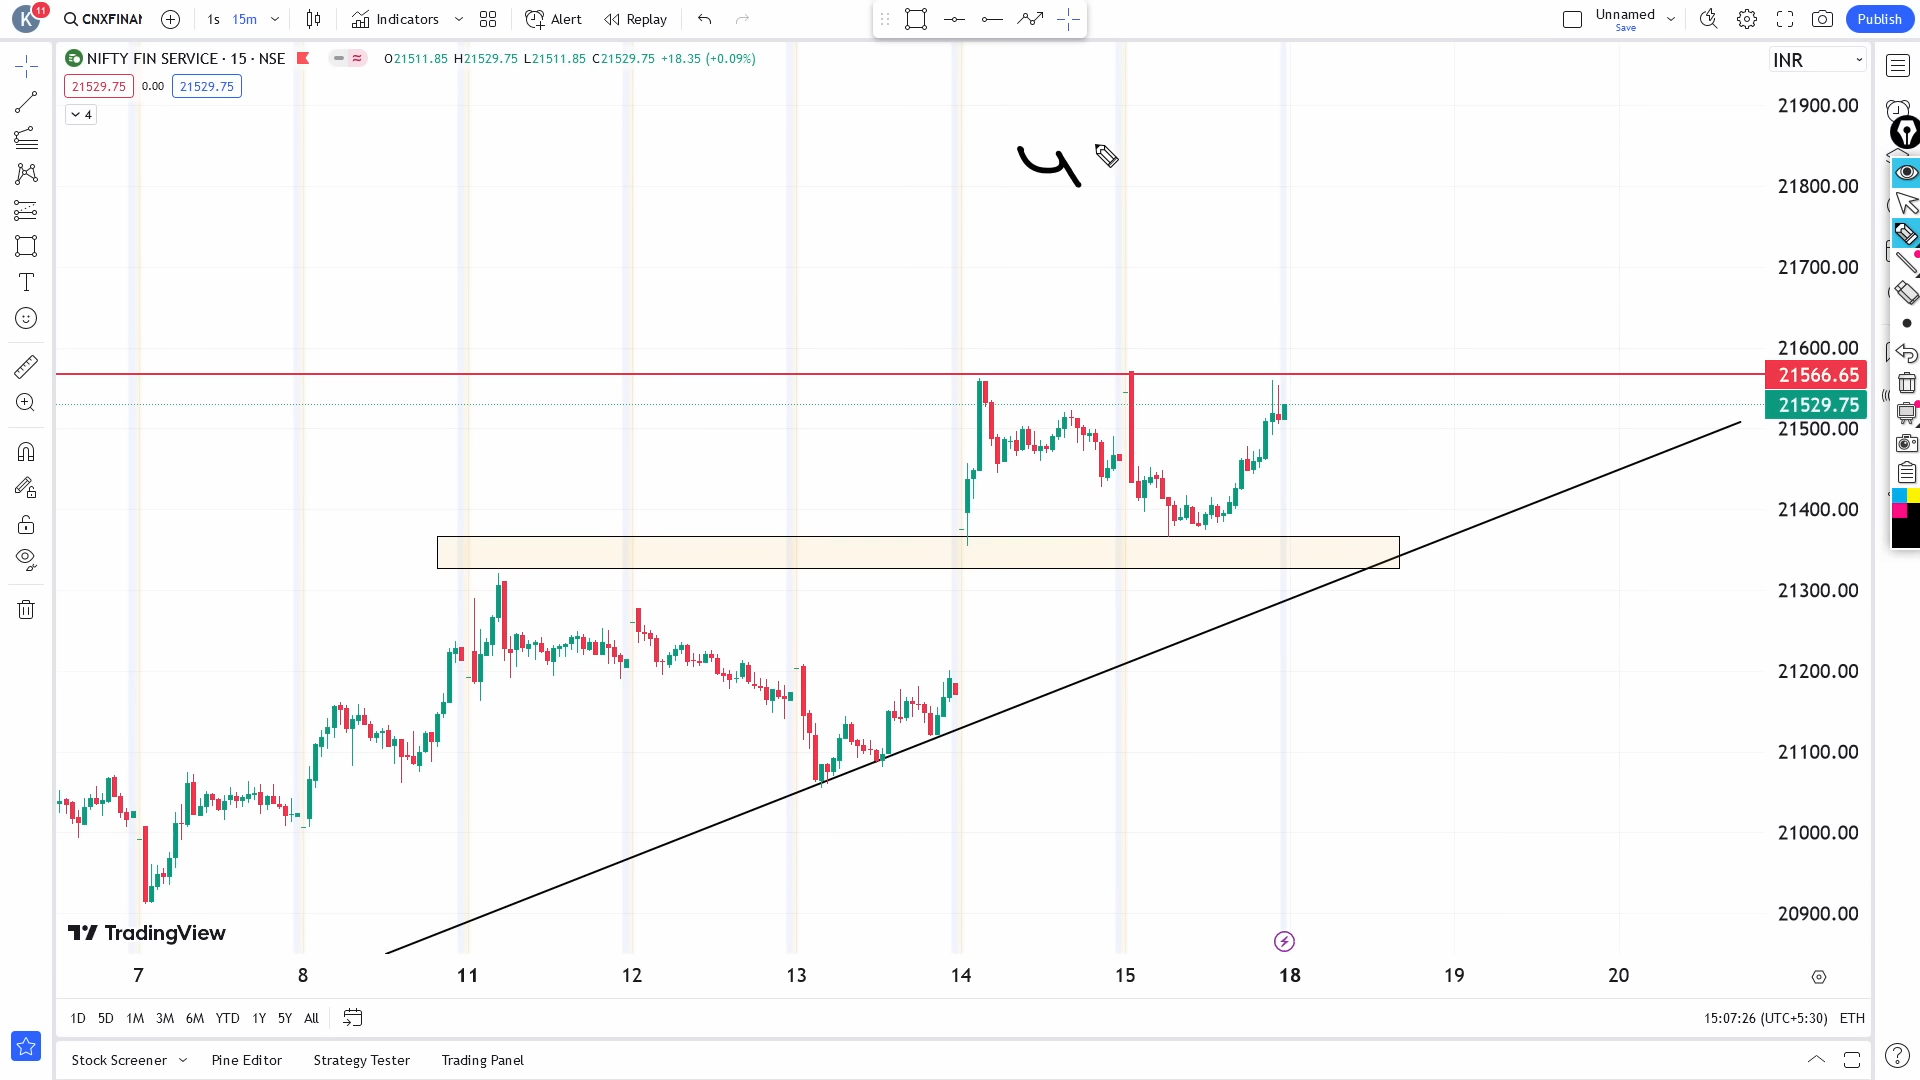 K 11 CNXFINAN 1s 15m Indicators Alert Replay Unnamed Save Publish
NIFTY FIN SERVICE · 15 · NSE O21511.85 H21529.75 L21511.85 C21529.75 +18.35 (+0.09%) INR
21529.75 0.00 21529.75
4
21900.00
21800.00
21700.00
21600.00
21566.65
21529.75
21500.00
21400.00
21300.00
21200.00
21100.00
21000.00
20900.00
TradingView
7 8 11 12 13 14 15 18 19 20
1D 5D 1M 3M 6M YTD 1Y 5Y All 15:07:26 (UTC+5:30) ETH
Stock Screener Pine Editor Strategy Tester Trading Panel